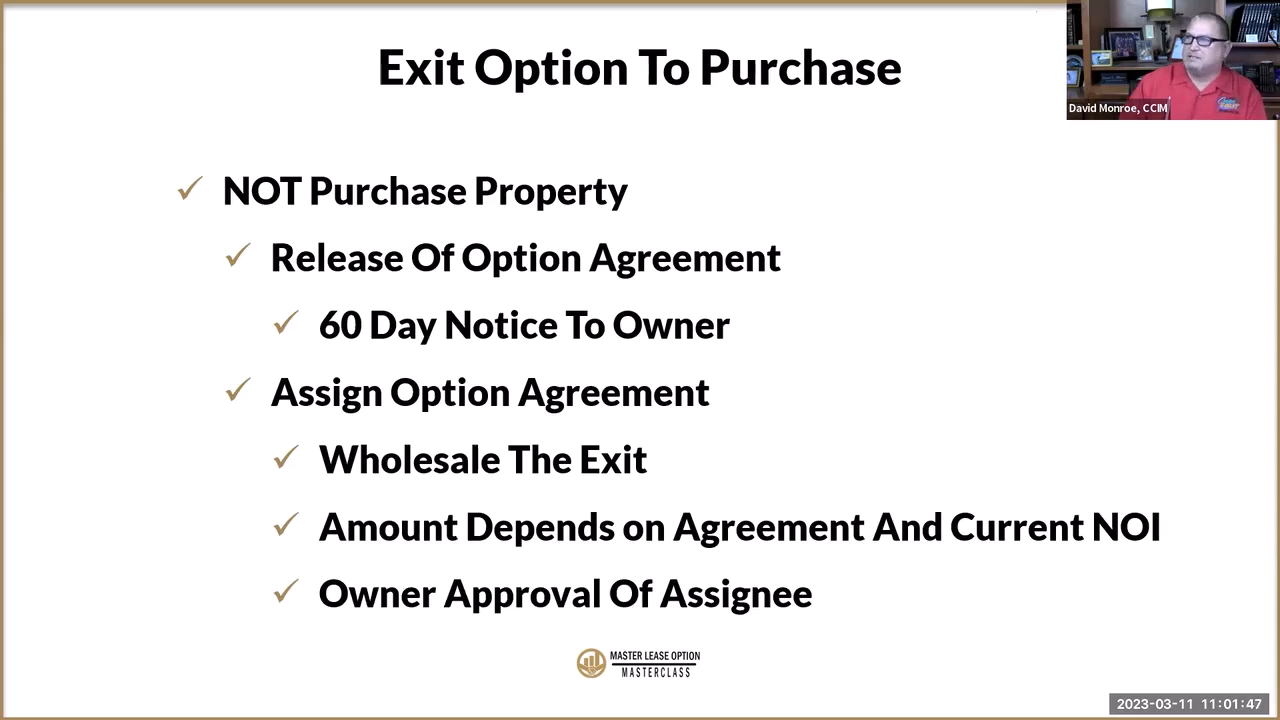 Exit Option To Purchase
David Monroe, CCIM
NOT Purchase Property
Release Of Option Agreement
60 Day Notice To Owner
Assign Option Agreement
Wholesale The Exit
Amount Depends on Agreement And Current NOI
Owner Approval Of Assignee
MASTER LEASE OPTION
MASTERCLASS
2023-03-11 11:01:47